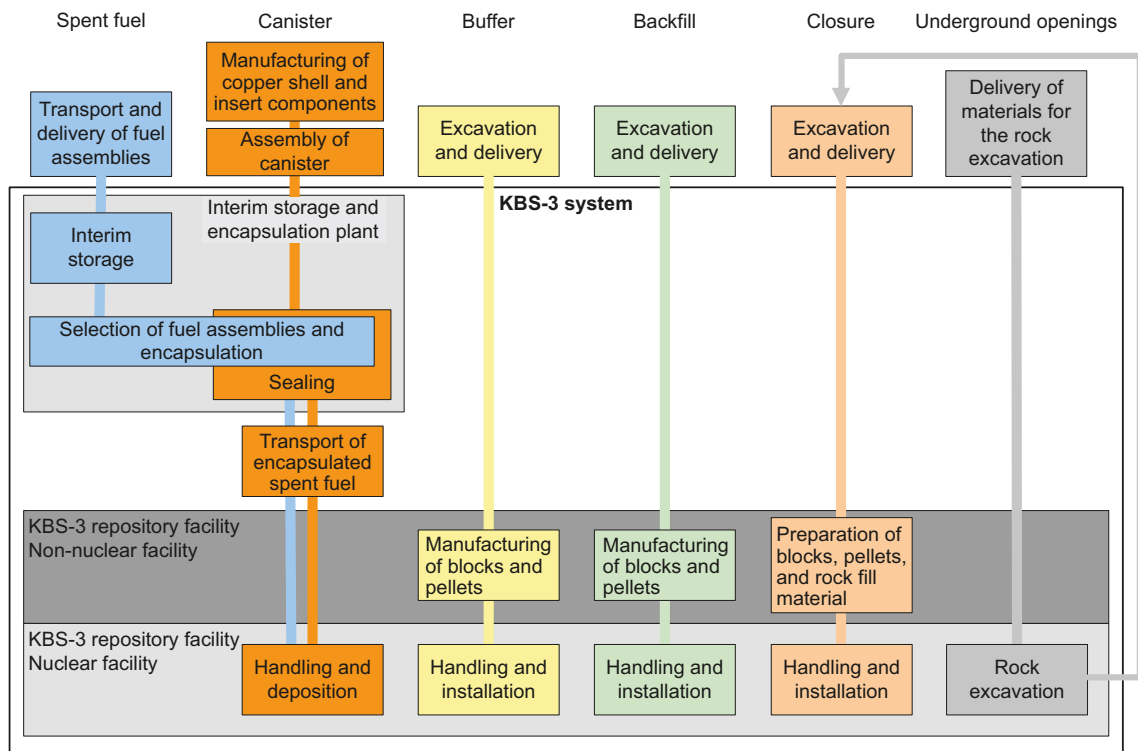 Spent fuel
Canister
Buffer
Backfill
Closure
Underground openings
Manufacturing of
copper shell and
insert components
Transport and
delivery of fuel
assemblies
Assembly of
canister
Excavation
and delivery
Excavation
and delivery
Excavation
and delivery
Delivery of
materials for
the rock
excavation
KBS-3 system
Interim storage and
encapsulation plant
Interim
storage
Selection of fuel assemblies and
encapsulation
Sealing
Transport of
encapsulated
spent fuel
KBS-3 repository facility
Non-nuclear facility
Manufacturing
of blocks and
pellets
Manufacturing
of blocks and
pellets
Preparation of
blocks, pellets,
and rock fill
material
KBS-3 repository facility
Nuclear facility
Handling and
deposition
Handling and
installation
Handling and
installation
Handling and
installation
Rock
excavation